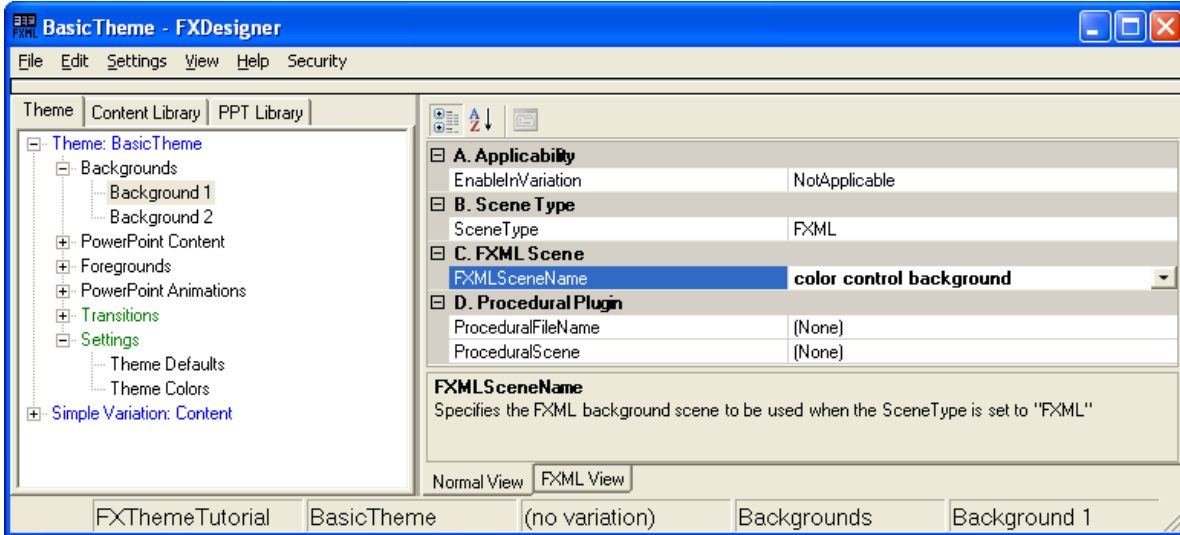 BasicTheme - FXDesigner
File Edit Settings View Help Security
Theme Content Library PPT Library
Theme: BasicTheme
Backgrounds
Background 1
Background 2
PowerPoint Content
Foregrounds
PowerPoint Animations
Transitions
Settings
Theme Defaults
Theme Colors
Simple Variation: Content
A. Applicability
EnableInVariation NotApplicable
B. Scene Type
SceneType FXML
C. FXML Scene
FXMLSceneName color control background
D. Procedural Plugin
ProceduralFileName (None)
ProceduralScene (None)
FXMLSceneName
Specifies the FXML background scene to be used when the SceneType is set to "FXML"
Normal View FXML View
FXThemeTutorial BasicTheme (no variation) Backgrounds Background 1